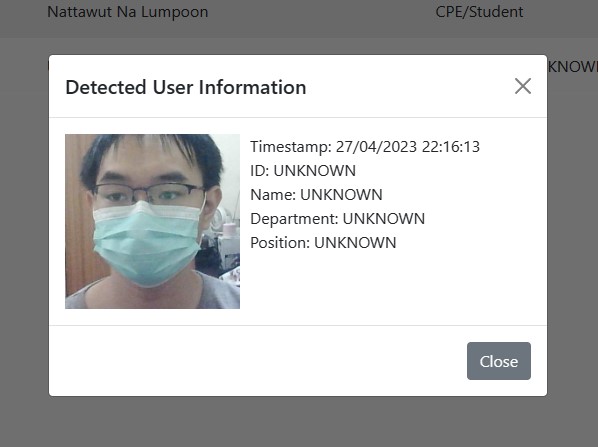 Nattawut Na Lumpoon CPE/Student
Detected User Information
Timestamp: 27/04/2023 22:16:13
ID: UNKNOWN
Name: UNKNOWN
Department: UNKNOWN
Position: UNKNOWN
Close